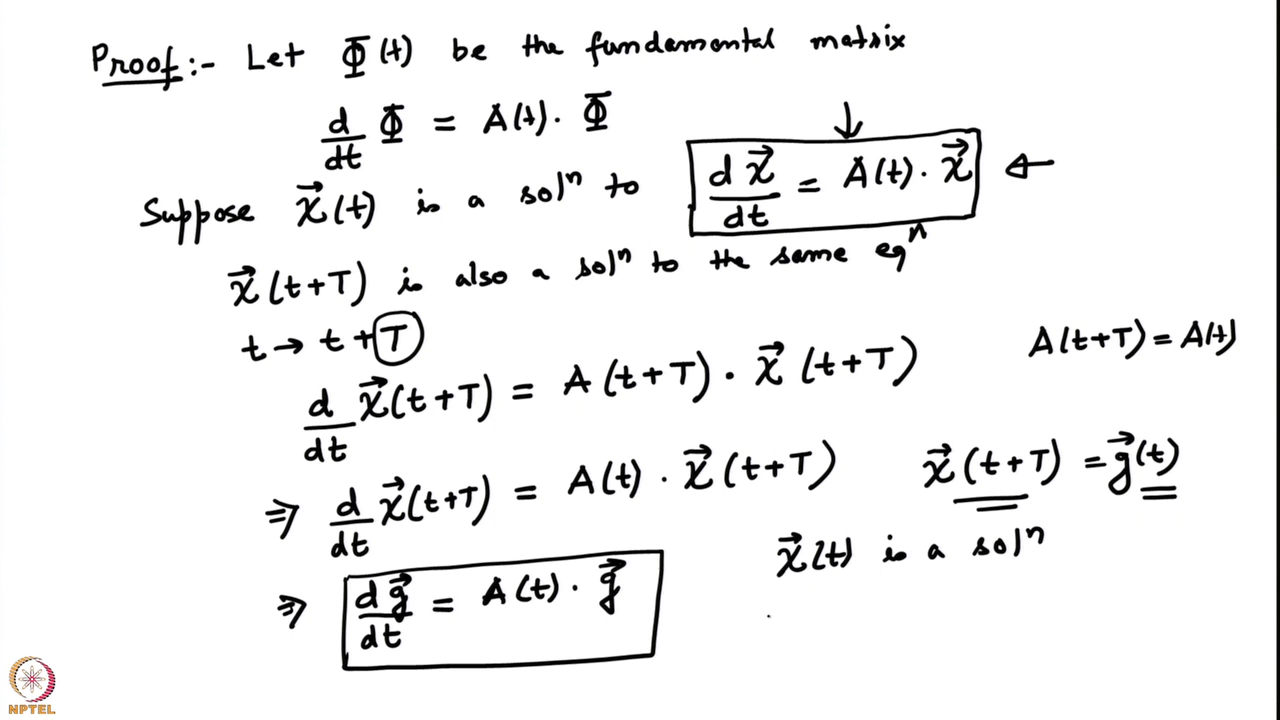 Proof:- Let Φ(t) be the fundamental matrix
d/dt Φ = A(t). Φ
Suppose x⃗(t) is a solⁿ to dx⃗/dt = A(t). x⃗ ←
x⃗(t+T) is also a solⁿ to the same eqⁿ
t → t + T
A(t+T) = A(t)
d/dt x⃗(t+T) = A(t+T). x⃗(t+T)
⇒ d/dt x⃗(t+T) = A(t). x⃗(t+T)
x⃗(t+T) = g⃗(t)
x⃗(t) is a solⁿ
⇒ dg⃗/dt = A(t). g⃗
NPTEL